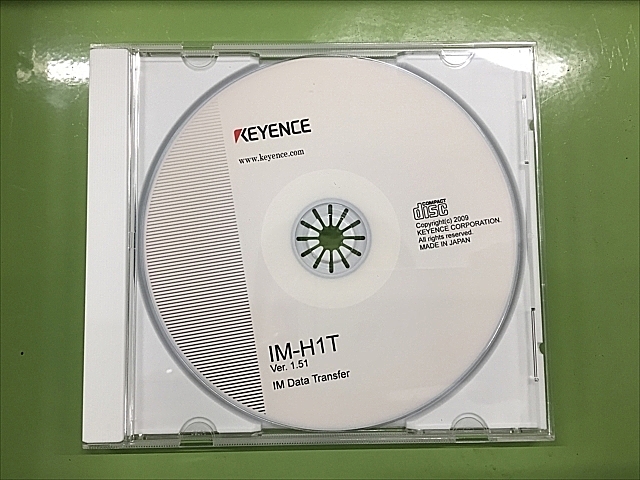 KEYENCE
www.keyence.com
COMPACT
disc
Copyright(c) 2009
KEYENCE CORPORATION.
All rights reserved.
MADE IN JAPAN
IM-H1T
Ver. 1.51
IM Data Transfer